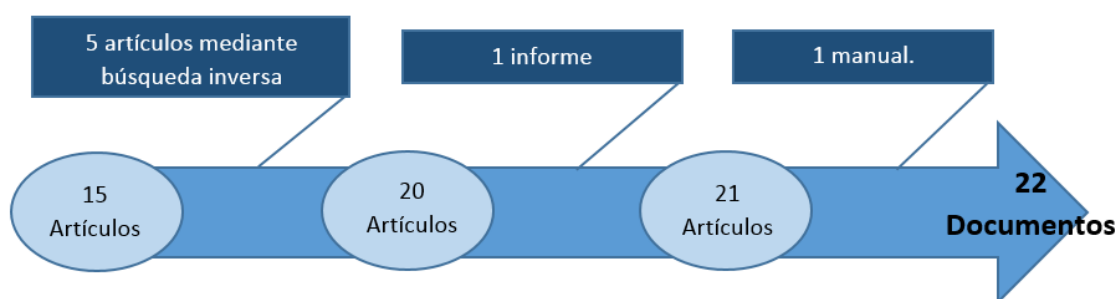 5 artículos mediante
búsqueda inversa
1 informe
1 manual.
15
Artículos
20
Artículos
21
Artículos
22
Documentos